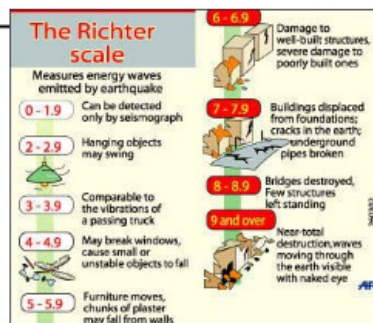 The Richter
scale
Measures energy waves
emitted by earthquake
0 - 1.9
Can be detected
only by seismograph
2 - 2.9
Hanging objects
may swing
3 - 3.9
Comparable to
the vibrations of
a passing truck
4 - 4.9
May break windows,
cause small or
unstable objects to fall
5 - 5.9
Furniture moves,
chunks of plaster
may fall from walls
6 - 6.9
Damage to
well-built structures,
severe damage to
poorly built ones
7 - 7.9
Buildings displaced
from foundations;
cracks in the earth;
underground
pipes broken
8 - 8.9
Bridges destroyed,
Few structures
left standing
9 and over
Near-total
destruction,waves
moving through
the earth visible
with naked eye
AFP